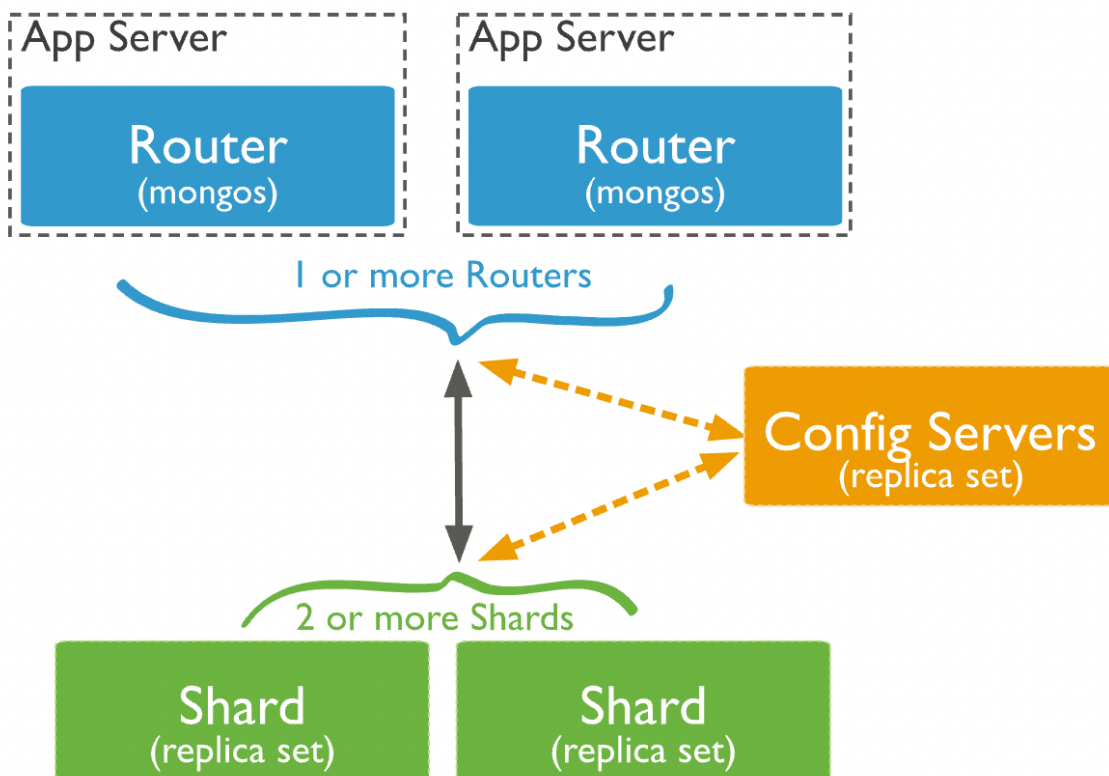 App Server
App Server
Router
(mongos)
Router
(mongos)
1 or more Routers
Config Servers
(replica set)
2 or more Shards
Shard
(replica set)
Shard
(replica set)